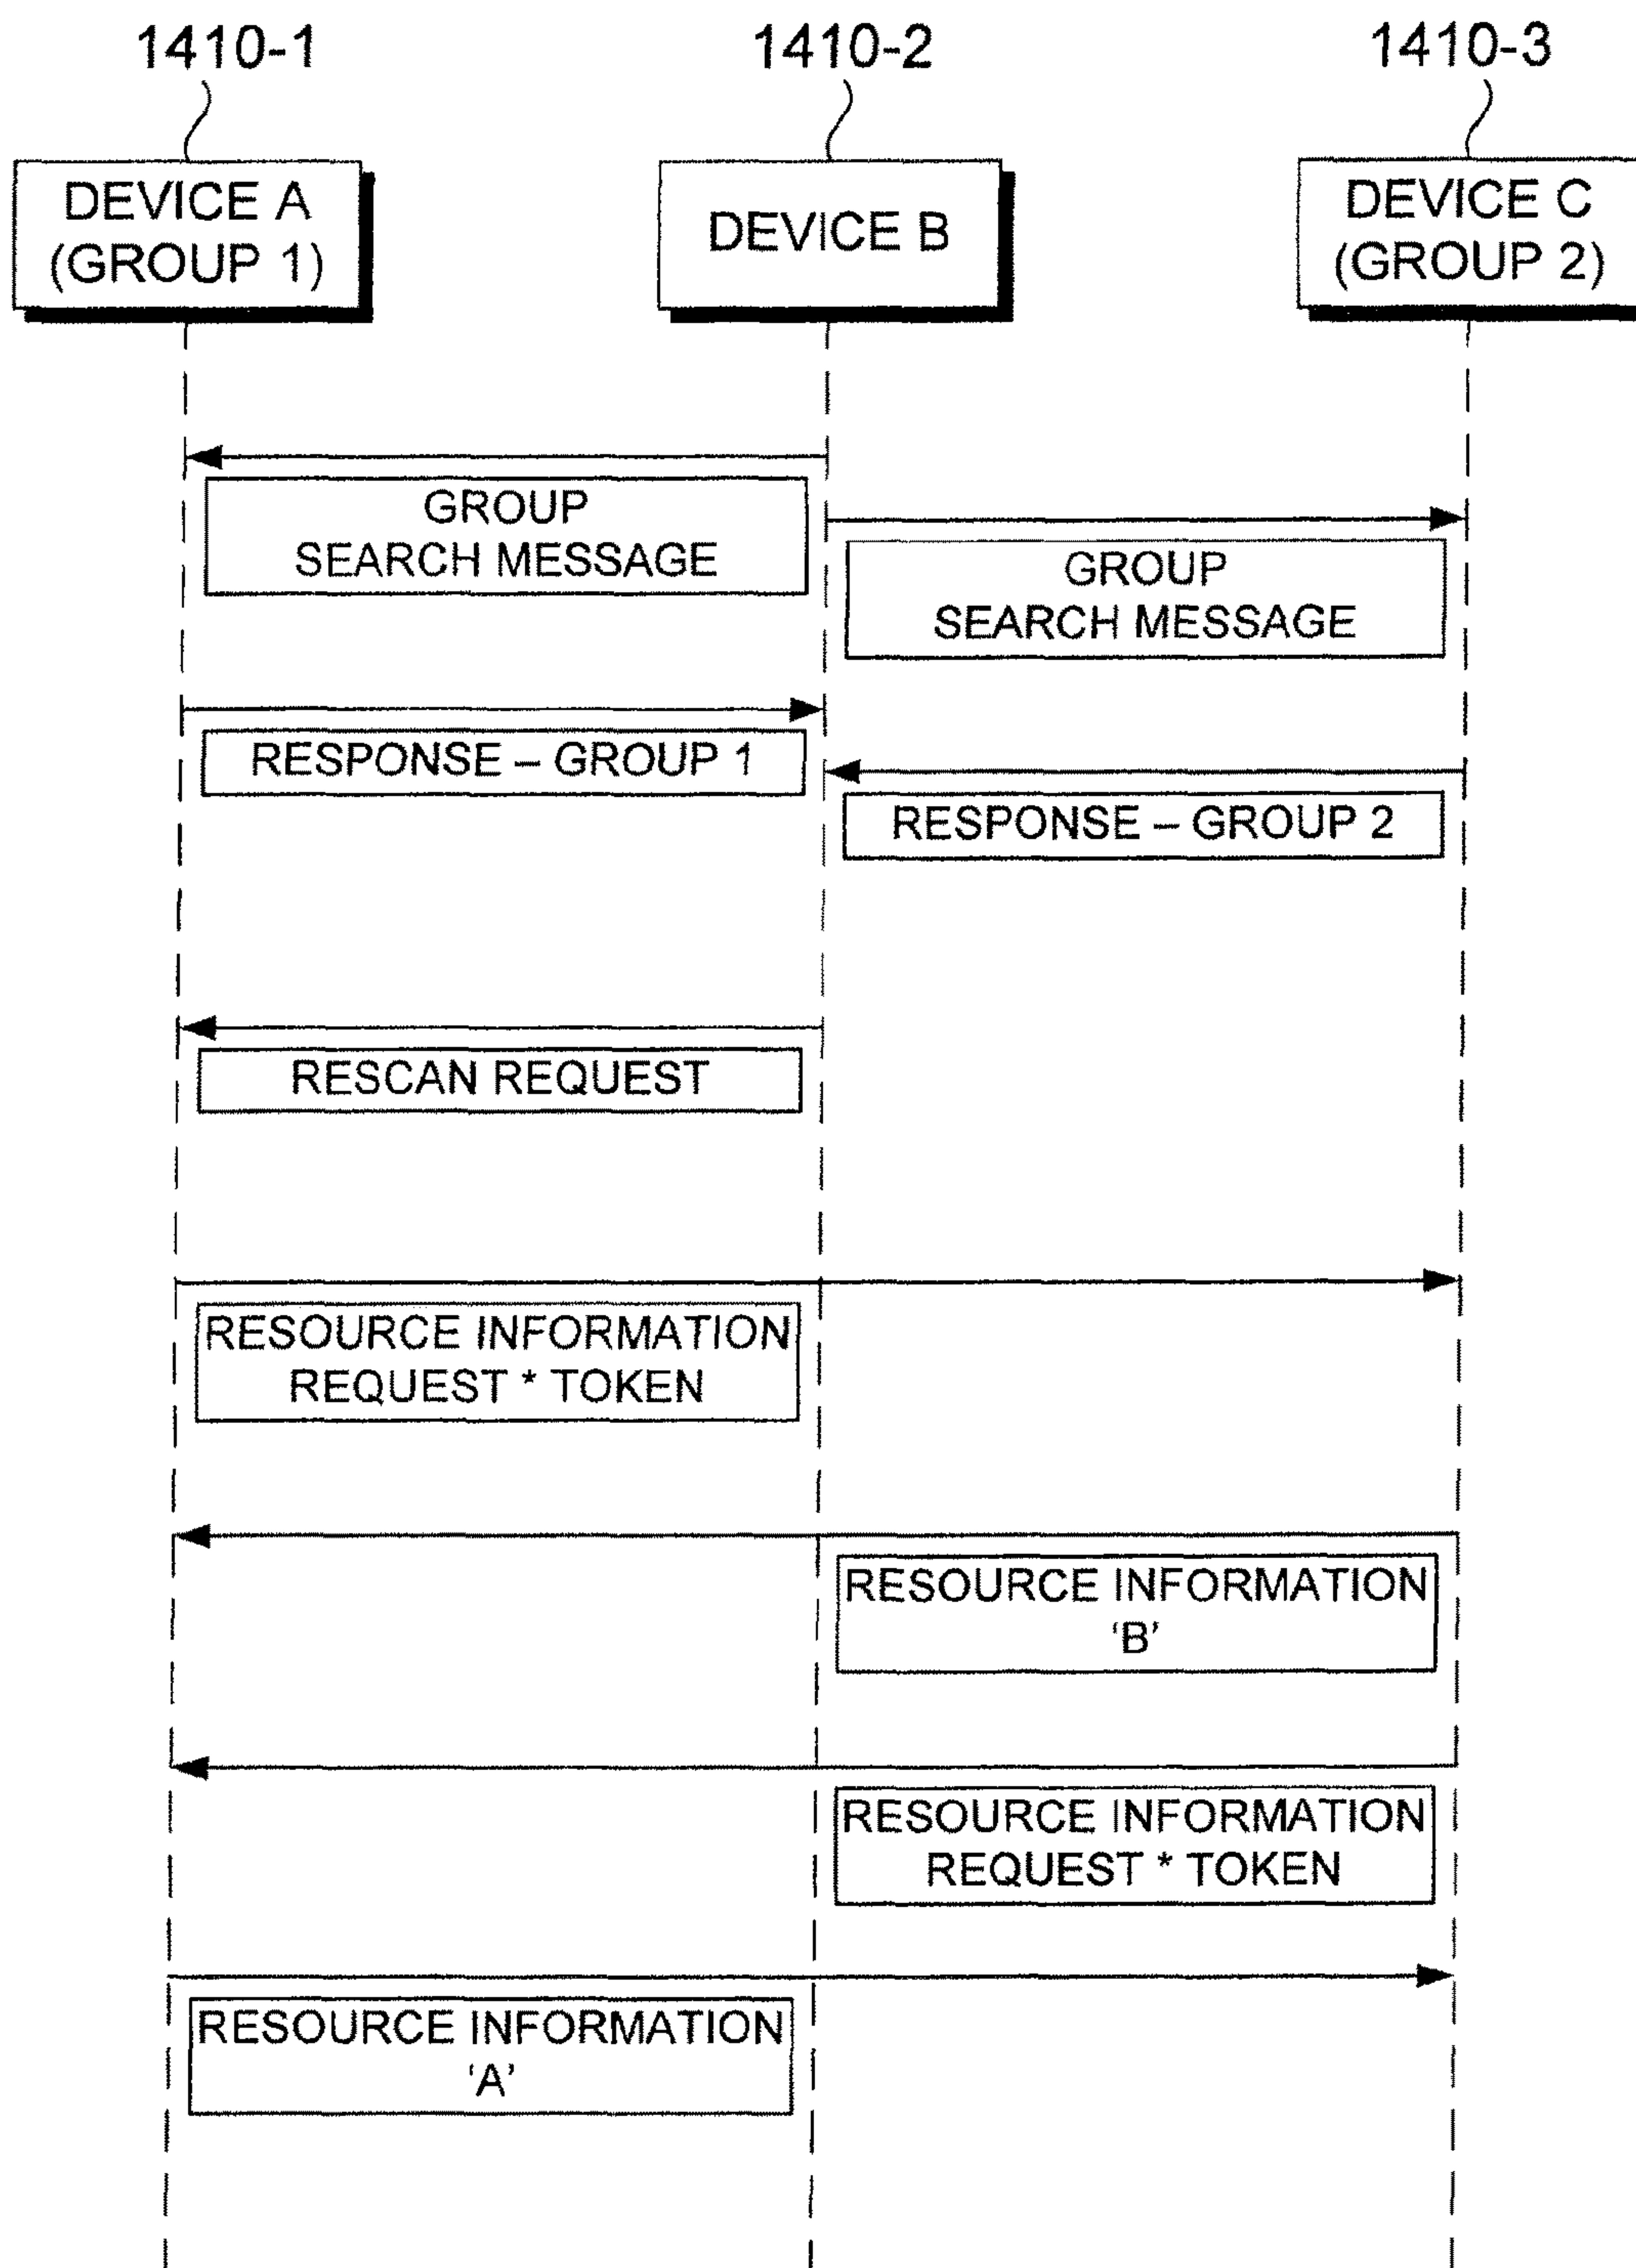 1410-1
1410-2
1410-3
DEVICE A
(GROUP 1)
DEVICE B
DEVICE C
(GROUP 2)
GROUP
SEARCH MESSAGE
GROUP
SEARCH MESSAGE
RESPONSE – GROUP 1
RESPONSE – GROUP 2
RESCAN REQUEST
RESOURCE INFORMATION
REQUEST * TOKEN
RESOURCE INFORMATION
‘B’
RESOURCE INFORMATION
REQUEST * TOKEN
RESOURCE INFORMATION
‘A’